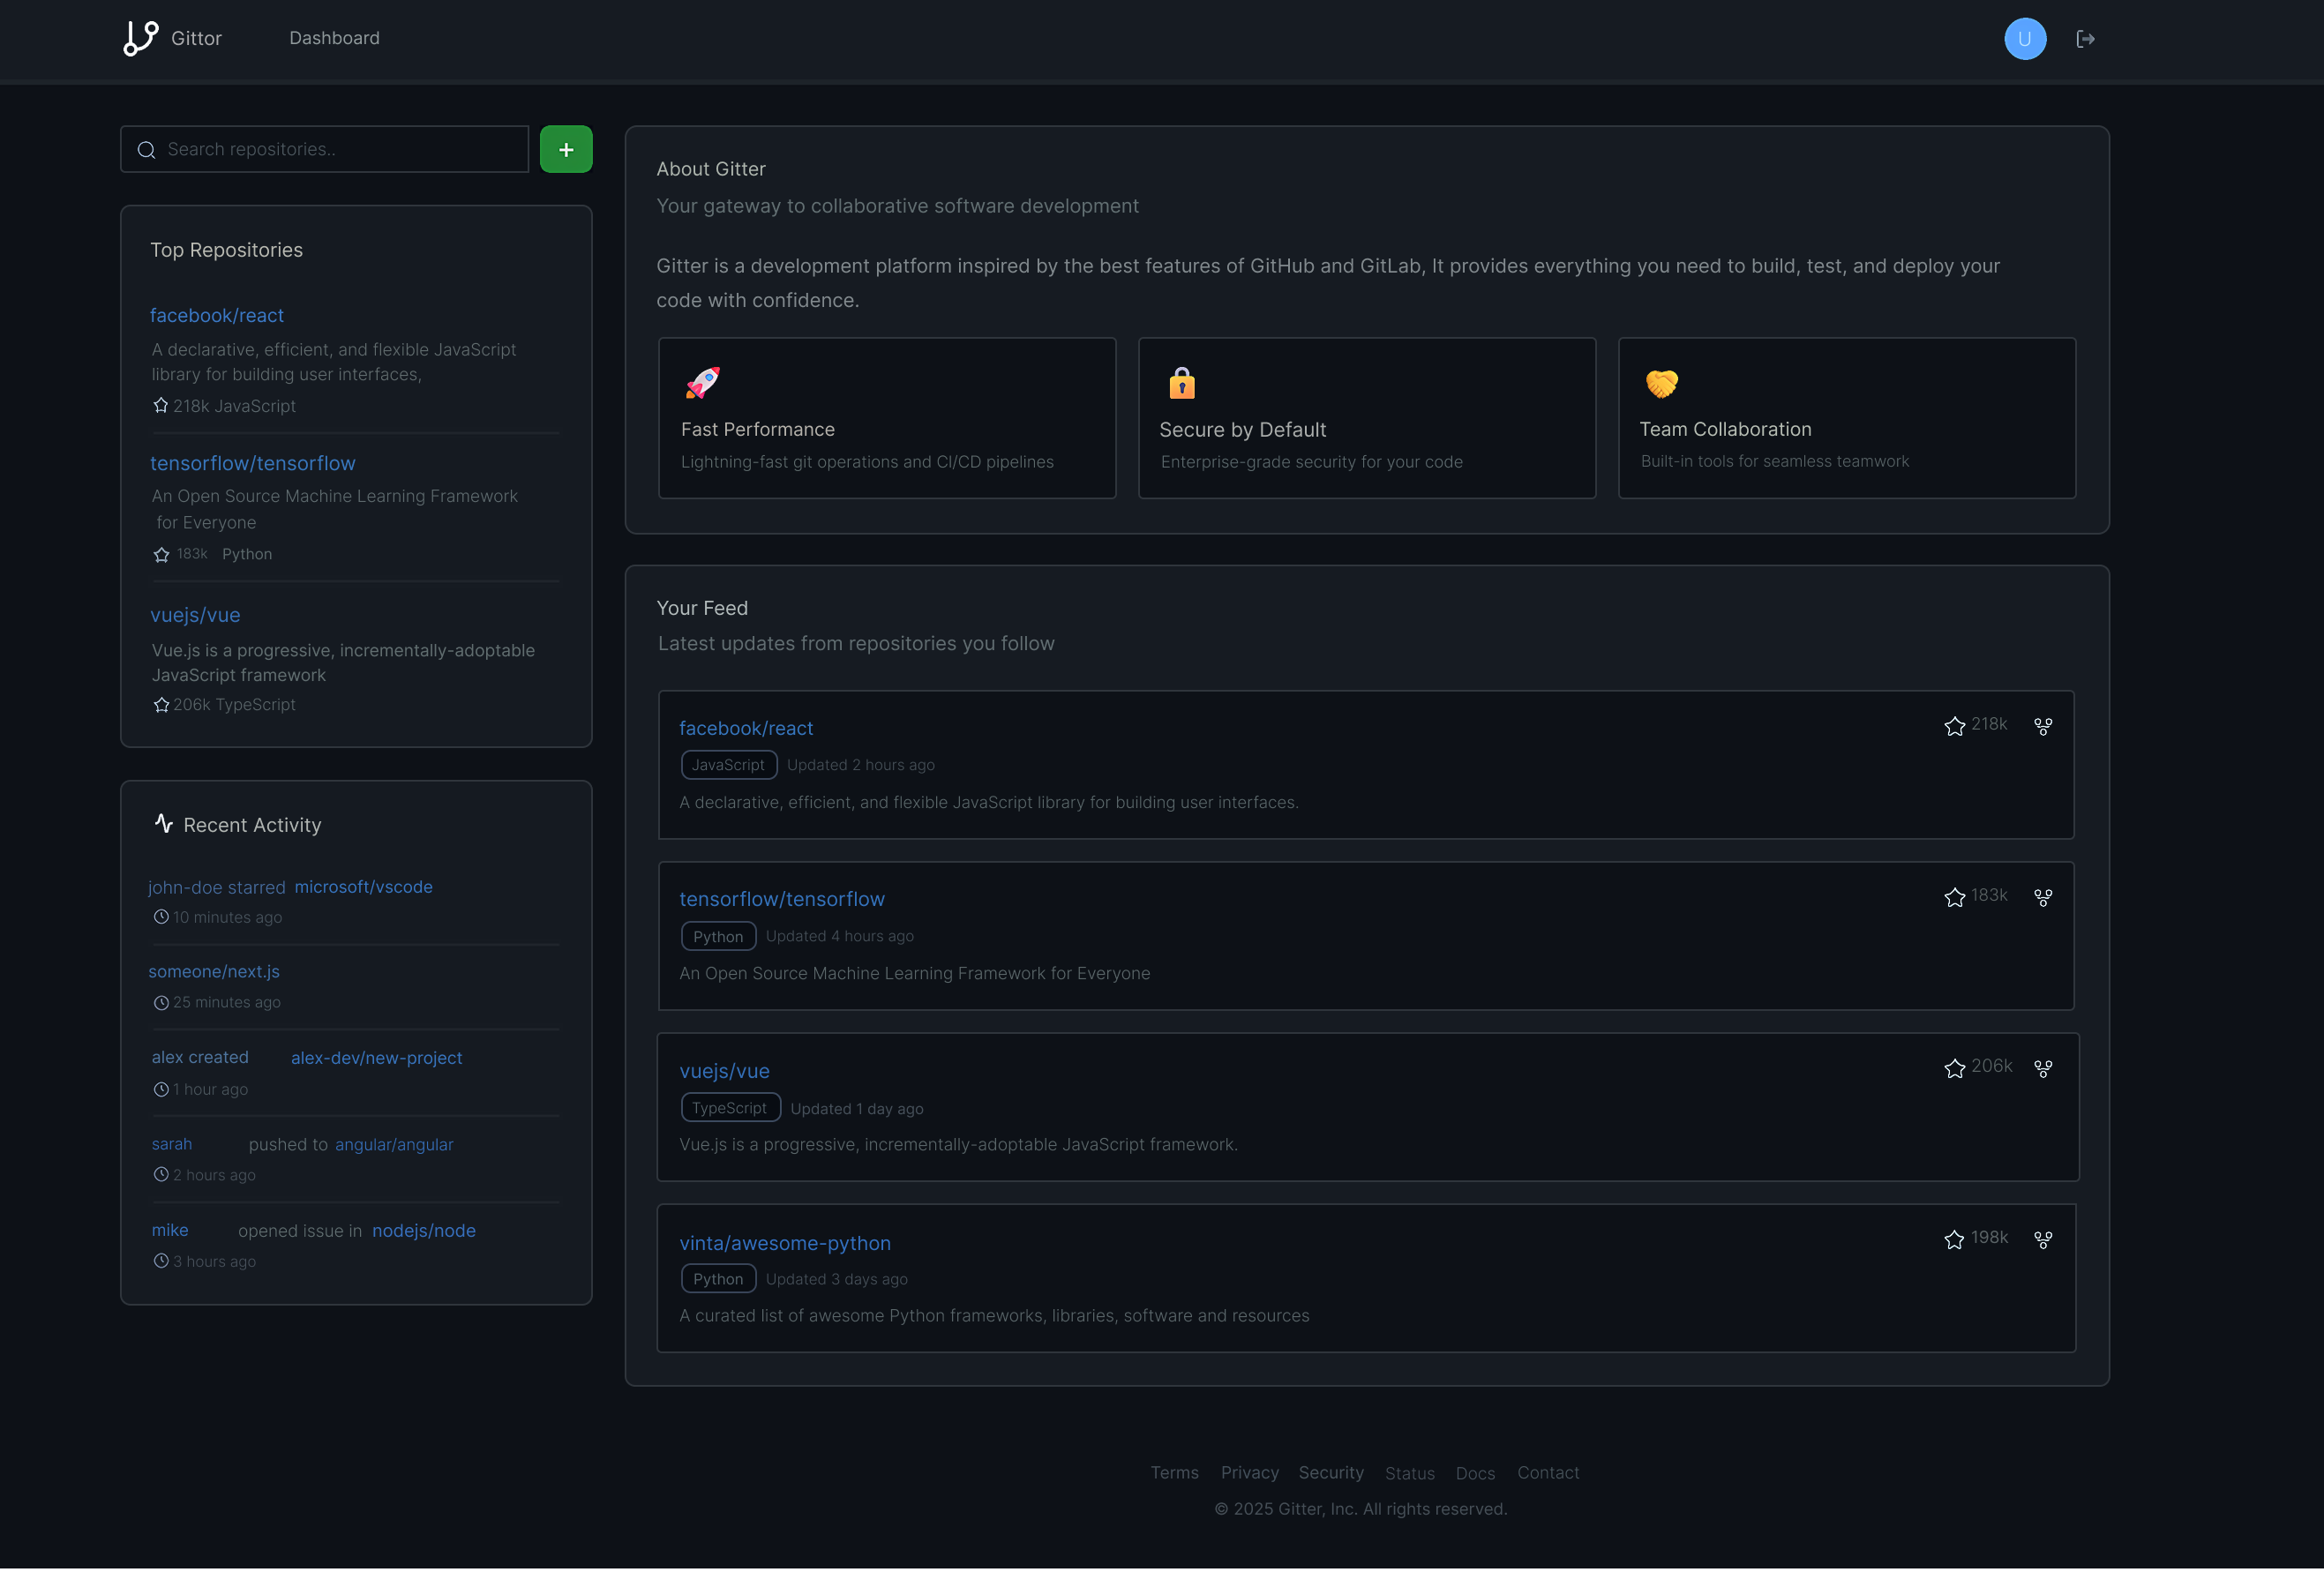 Gittor
Dashboard
U
Search repositories..
+
Top Repositories
facebook/react
A declarative, efficient, and flexible JavaScript
library for building user interfaces,
218k JavaScript
tensorflow/tensorflow
An Open Source Machine Learning Framework
for Everyone
183k Python
vuejs/vue
Vue.js is a progressive, incrementally-adoptable
JavaScript framework
206k TypeScript
Recent Activity
john-doe starred microsoft/vscode
10 minutes ago
someone/next.js
25 minutes ago
alex created alex-dev/new-project
1 hour ago
sarah pushed to angular/angular
2 hours ago
mike opened issue in nodejs/node
3 hours ago
About Gitter
Your gateway to collaborative software development
Gitter is a development platform inspired by the best features of GitHub and GitLab, It provides everything you need to build, test, and deploy your
code with confidence.
Fast Performance
Lightning-fast git operations and CI/CD pipelines
Secure by Default
Enterprise-grade security for your code
Team Collaboration
Built-in tools for seamless teamwork
Your Feed
Latest updates from repositories you follow
facebook/react
218k
JavaScript Updated 2 hours ago
A declarative, efficient, and flexible JavaScript library for building user interfaces.
tensorflow/tensorflow
183k
Python Updated 4 hours ago
An Open Source Machine Learning Framework for Everyone
vuejs/vue
206k
TypeScript Updated 1 day ago
Vue.js is a progressive, incrementally-adoptable JavaScript framework.
vinta/awesome-python
198k
Python Updated 3 days ago
A curated list of awesome Python frameworks, libraries, software and resources
Terms Privacy Security Status Docs Contact
© 2025 Gitter, Inc. All rights reserved.